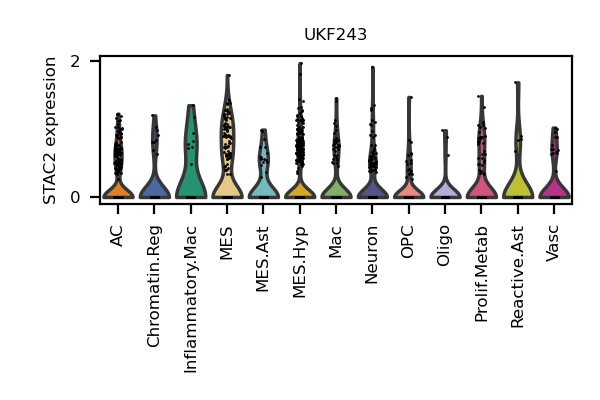 UKF243
STAC2 expression
2
0
AC
Chromatin.Reg
Inflammatory.Mac
MES
MES.Ast
MES.Hyp
Mac
Neuron
OPC
Oligo
Prolif.Metab
Reactive.Ast
Vasc